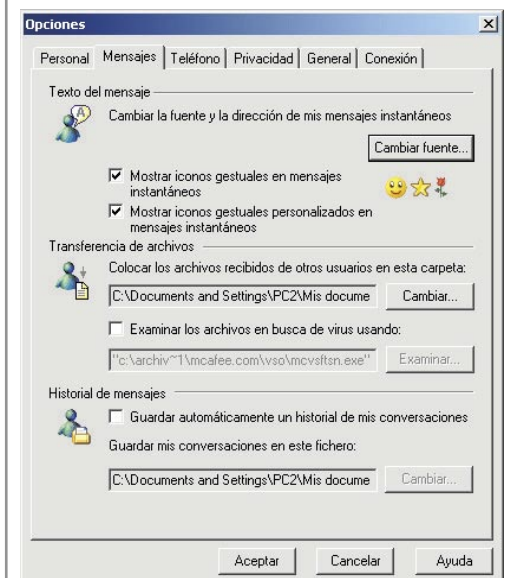 Opciones
Personal Mensajes Teléfono Privacidad General Conexión
Texto del mensaje
A
Cambiar la fuente y la dirección de mis mensajes instantáneos
Cambiar fuente...
Mostrar iconos gestuales en mensajes
instantáneos
Mostrar iconos gestuales personalizados en
mensajes instantáneos
Transferencia de archivos
Colocar los archivos recibidos de otros usuarios en esta carpeta:
C:\Documents and Settings\PC2\Mis docume Cambiar...
Examinar los archivos en busca de virus usando:
"c:\archiv~1\mcafee.com\vso\mcvsftsn.exe" Examinar...
Historial de mensajes
Guardar automáticamente un historial de mis conversaciones
Guardar mis conversaciones en este fichero:
C:\Documents and Settings\PC2\Mis docume Cambiar...
Aceptar Cancelar Ayuda